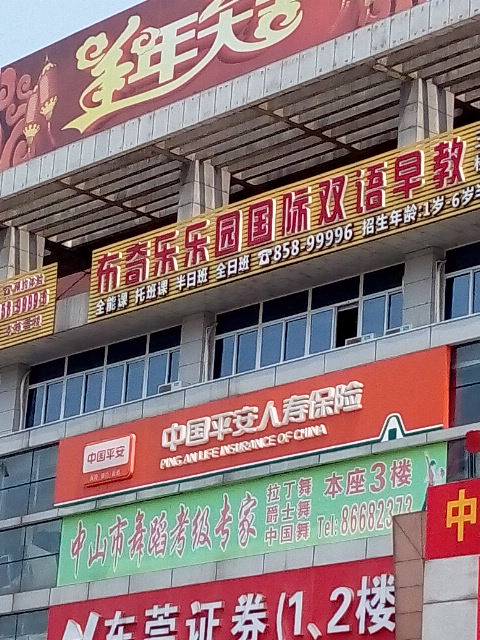 羊年大吉
布奇乐乐园国际双语早教
全能课 托班课 半日班 全日班 ☎858-99996 招生年龄:1岁-6岁
中国平安
中国平安人寿保险
PING AN LIFE INSURANCE OF CHINA
中山市舞蹈考级专家
拉丁舞
爵士舞
中国舞
本座3楼
Tel:86682373
中
东莞证券(1、2楼